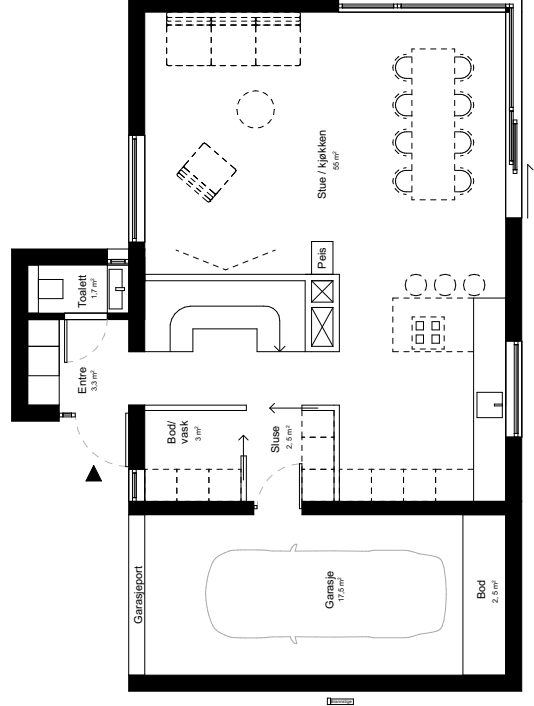 Stue / kjøkken
55 m²
Peis
Toalett
1,7 m²
Entre
3,3 m²
Bod/
vask
3 m²
Sluse
2,5 m²
Garasjeport
Garasje
17,5 m²
Bod
2,5 m²